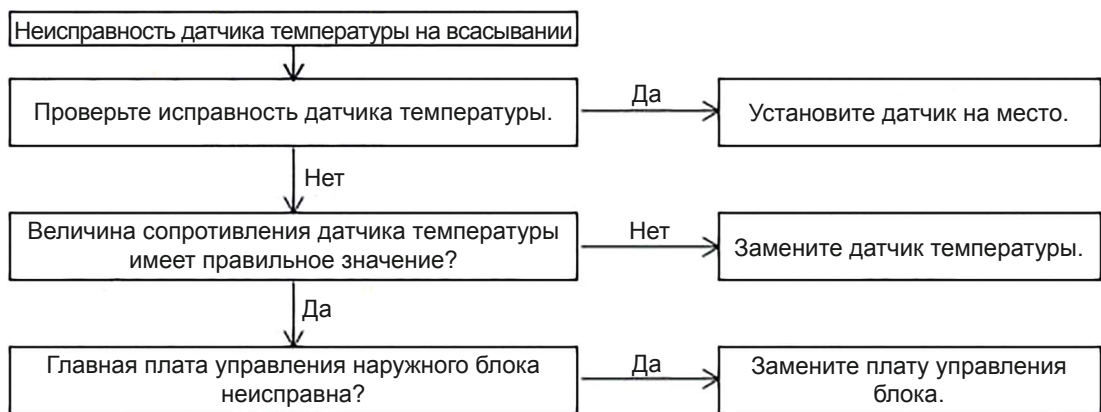 Неисправность датчика температуры на всасывании
Проверьте исправность датчика температуры.
Да
Установите датчик на место.
Нет
Величина сопротивления датчика температуры
имеет правильное значение?
Нет
Замените датчик температуры.
Да
Главная плата управления наружного блока
неисправна?
Да
Замените плату управления
блока.